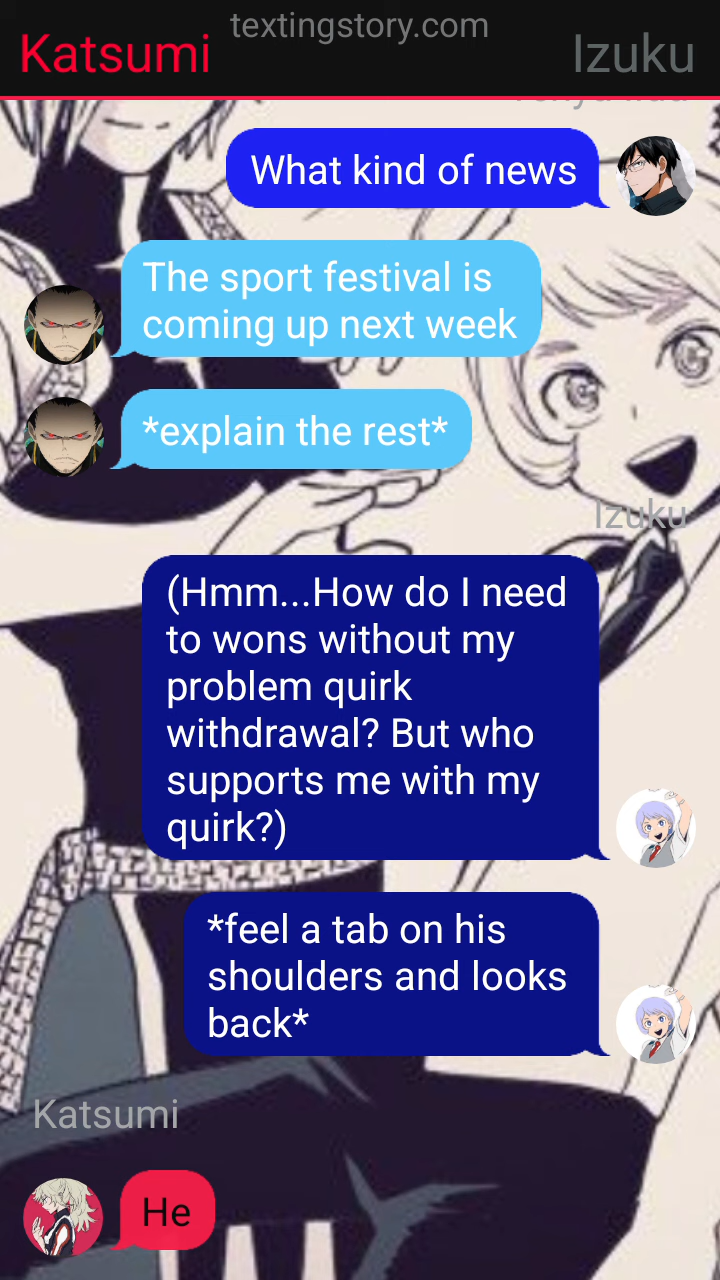 textingstory.com
Katsumi
Izuku
What kind of news
The sport festival is
coming up next week
*explain the rest*
Izuku
(Hmm...How do I need
to wons without my
problem quirk
withdrawal? But who
supports me with my
quirk?)
*feel a tab on his
shoulders and looks
back*
Katsumi
He